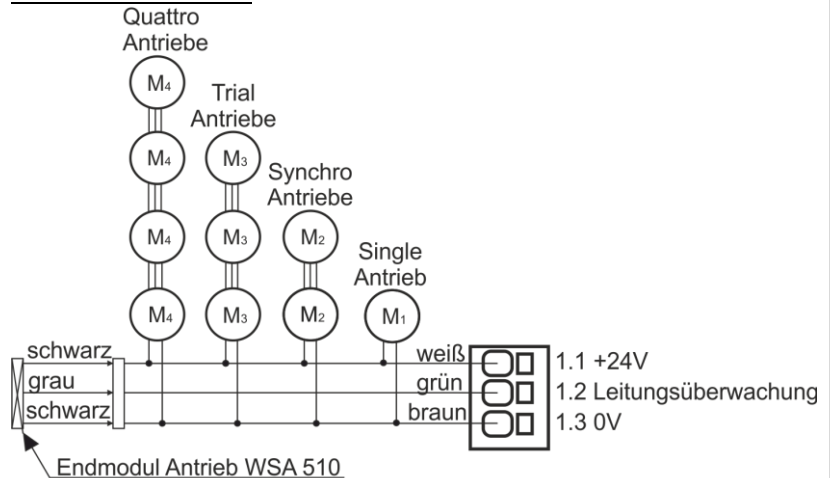 Quattro
Antriebe
M4
Trial
Antriebe
M4
M3
Synchro
Antriebe
M4
M3
M2
Single
Antrieb
M4
M3
M2
M1
schwarz
weiß
1.1 +24V
grau
grün
1.2 Leitungsüberwachung
schwarz
braun
1.3 0V
Endmodul Antrieb WSA 510